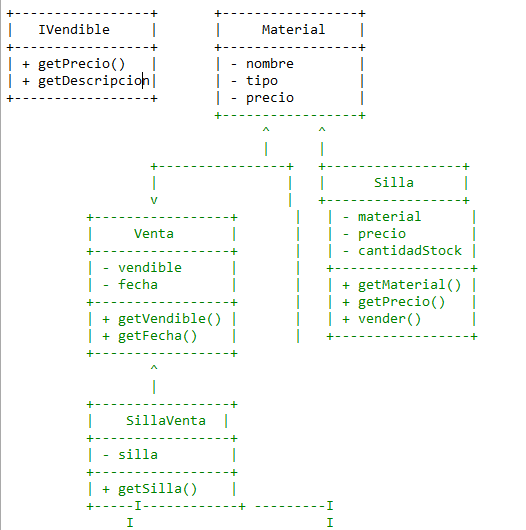 +-----------------+       +-----------------+
|   IVendible     |       |     Material    |
+-----------------+       +-----------------+
| + getPrecio()   |       | - nombre        |
| + getDescripcion|       | - tipo          |
+-----------------+       | - precio        |
                          +-----------------+
                                ^      ^
                                |      |
                  +----------------+   +-----------------+
                  |                |   |      Silla      |
                  v                |   +-----------------+
          +-----------------+       |   | - material      |
          |     Venta       |       |   | - precio        |
          +-----------------+       |   | - cantidadStock |
          | - vendible      |       |   +-----------------+
          | - fecha         |       |   | + getMaterial() |
          +-----------------+       |   | + getPrecio()   |
          | + getVendible() |       |   | + vender()      |
          | + getFecha()    |       |   +-----------------+
          +-----------------+
                  ^
                  |
          +-----------------+
          |    SillaVenta  |
          +-----------------+
          | - silla         |
          +-----------------+
          | + getSilla()    |
          +-----I------------+ ---------I
               I                        I